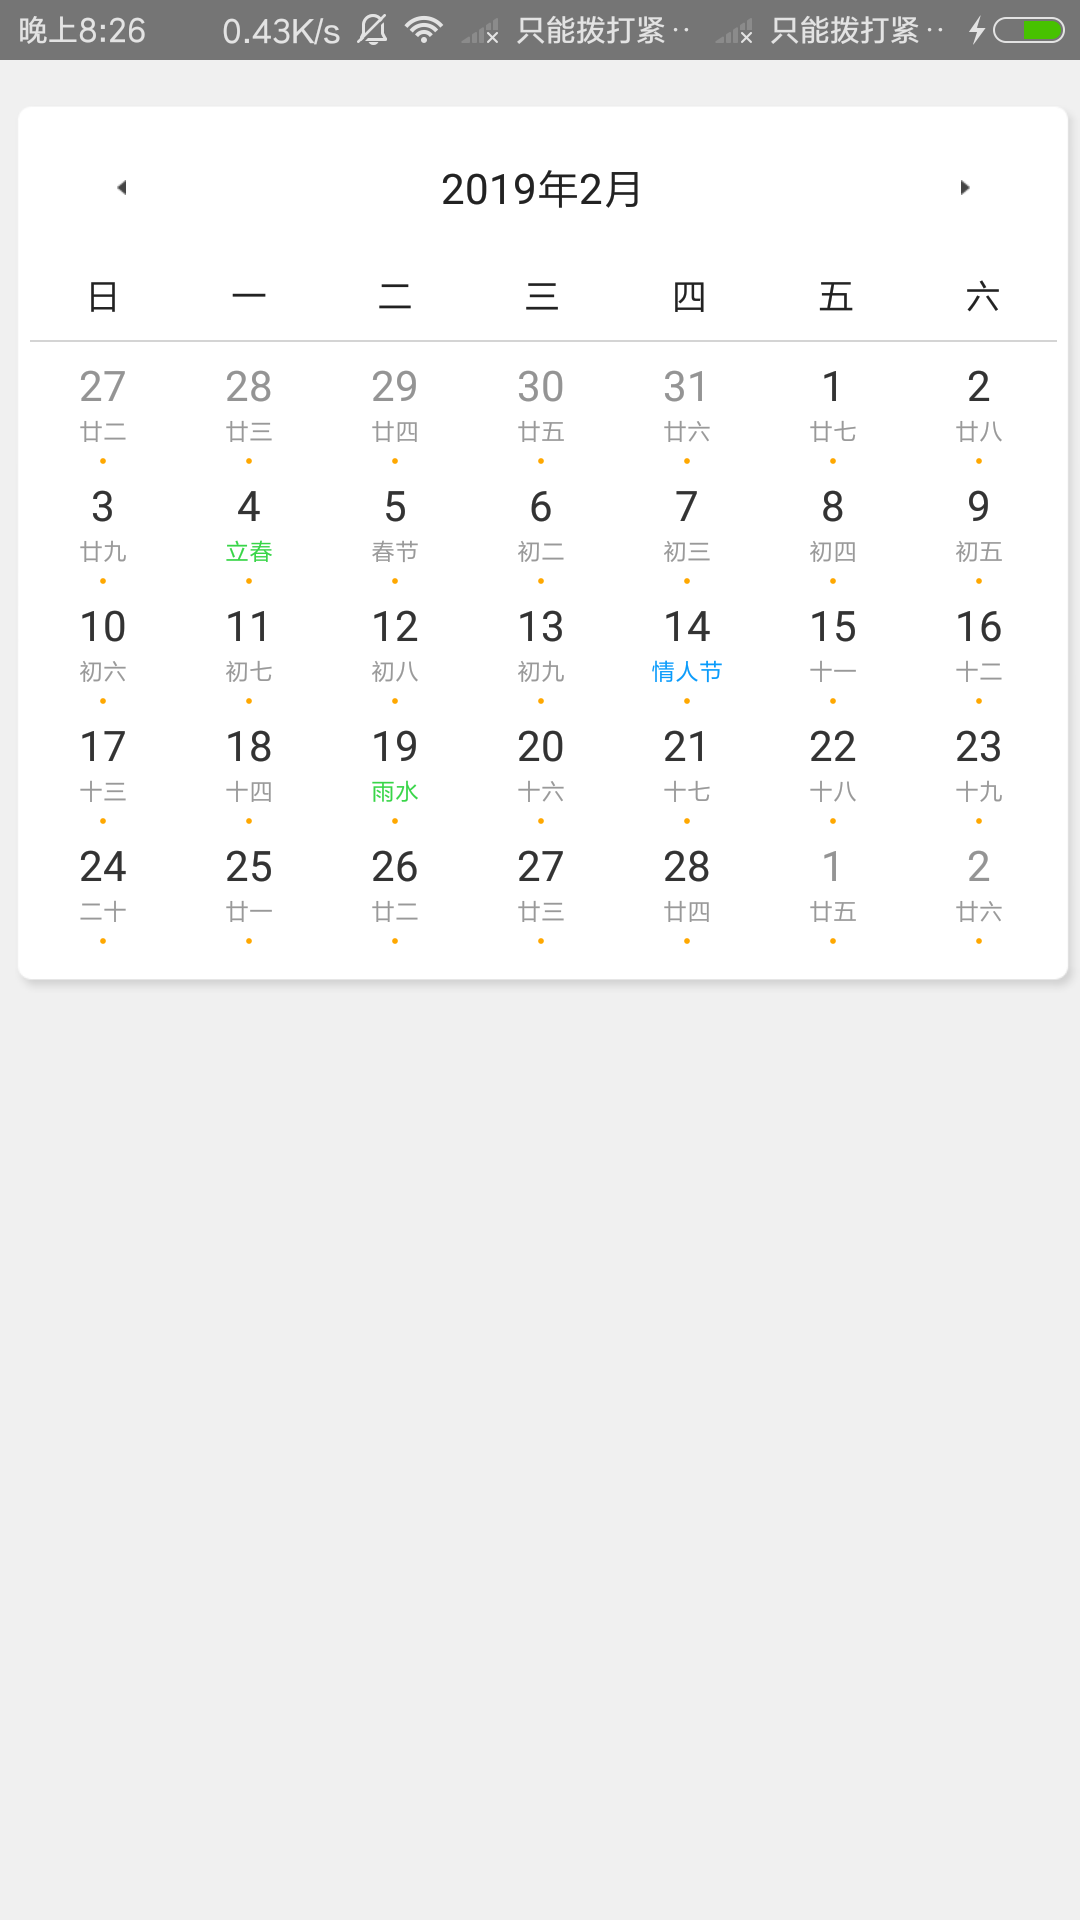 晚上8:26 0.43K/s 只能拨打紧·· 只能拨打紧··
2019年2月
日 一 二 三 四 五 六
27 28 29 30 31 1 2
廿二 廿三 廿四 廿五 廿六 廿七 廿八
3 4 5 6 7 8 9
廿九 立春 春节 初二 初三 初四 初五
10 11 12 13 14 15 16
初六 初七 初八 初九 情人节 十一 十二
17 18 19 20 21 22 23
十三 十四 雨水 十六 十七 十八 十九
24 25 26 27 28 1 2
二十 廿一 廿二 廿三 廿四 廿五 廿六